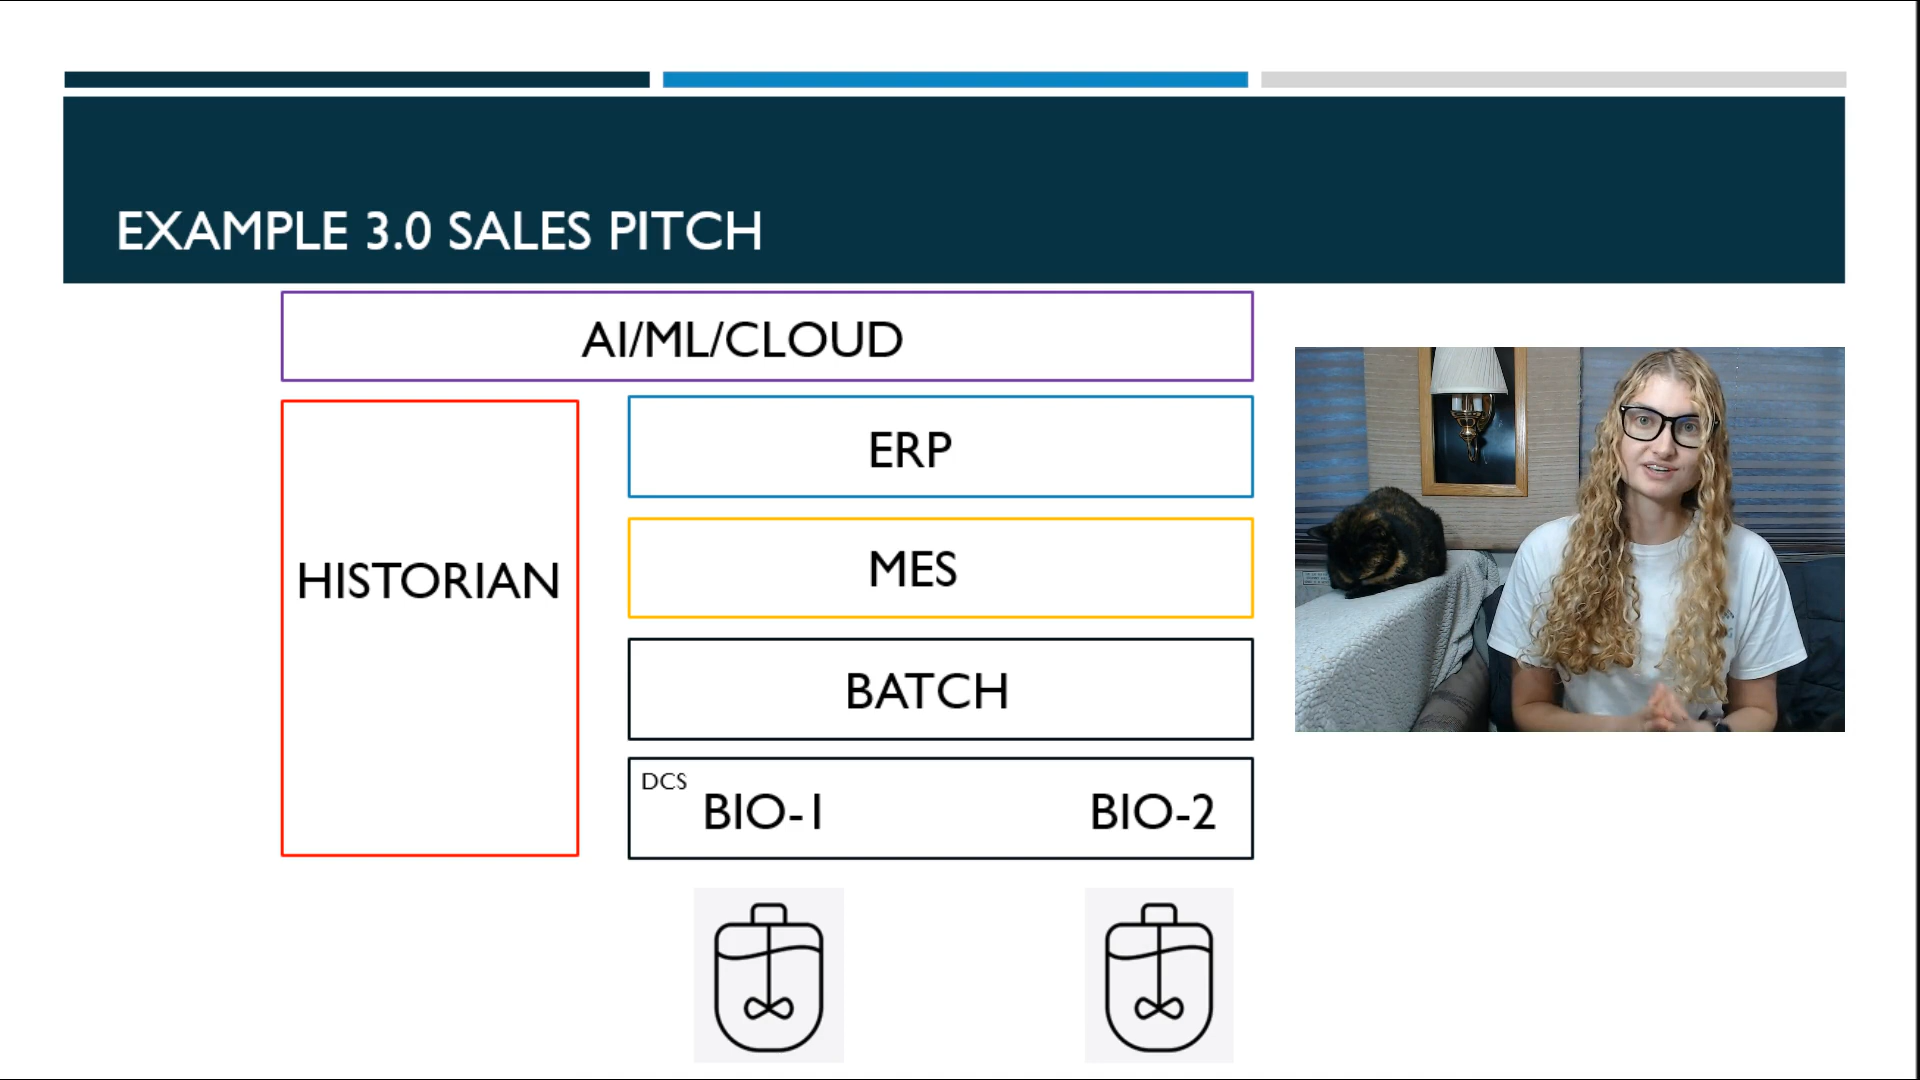 EXAMPLE 3.0 SALES PITCH
AI/ML/CLOUD
HISTORIAN
ERP
MES
BATCH
DCS
BIO-1
BIO-2